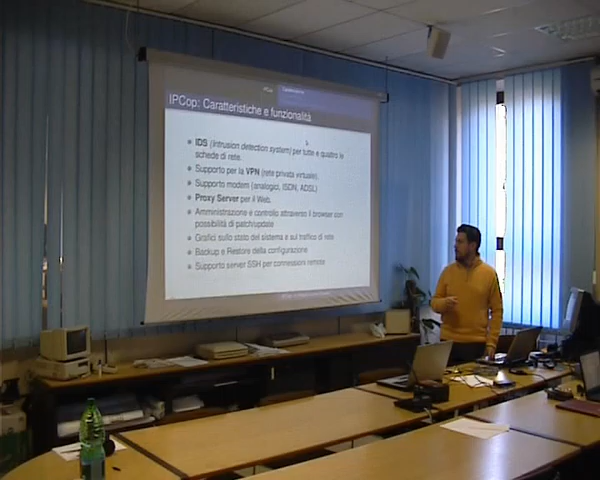 IPCop
Caratteristiche
IPCop: Caratteristiche e funzionalità
IDS (Intrusion detection system) per tutte e quattro le
schede di rete.
Supporto per la VPN (rete privata virtuale).
Supporto modem (analogici, ISDN, ADSL)
Proxy Server per il Web.
Amministrazione e controllo attraverso il browser con
possibilità di patch/update
Grafici sullo stato del sistema e sul traffico di rete
Backup e Restore della configurazione
Supporto server SSH per connessioni remote